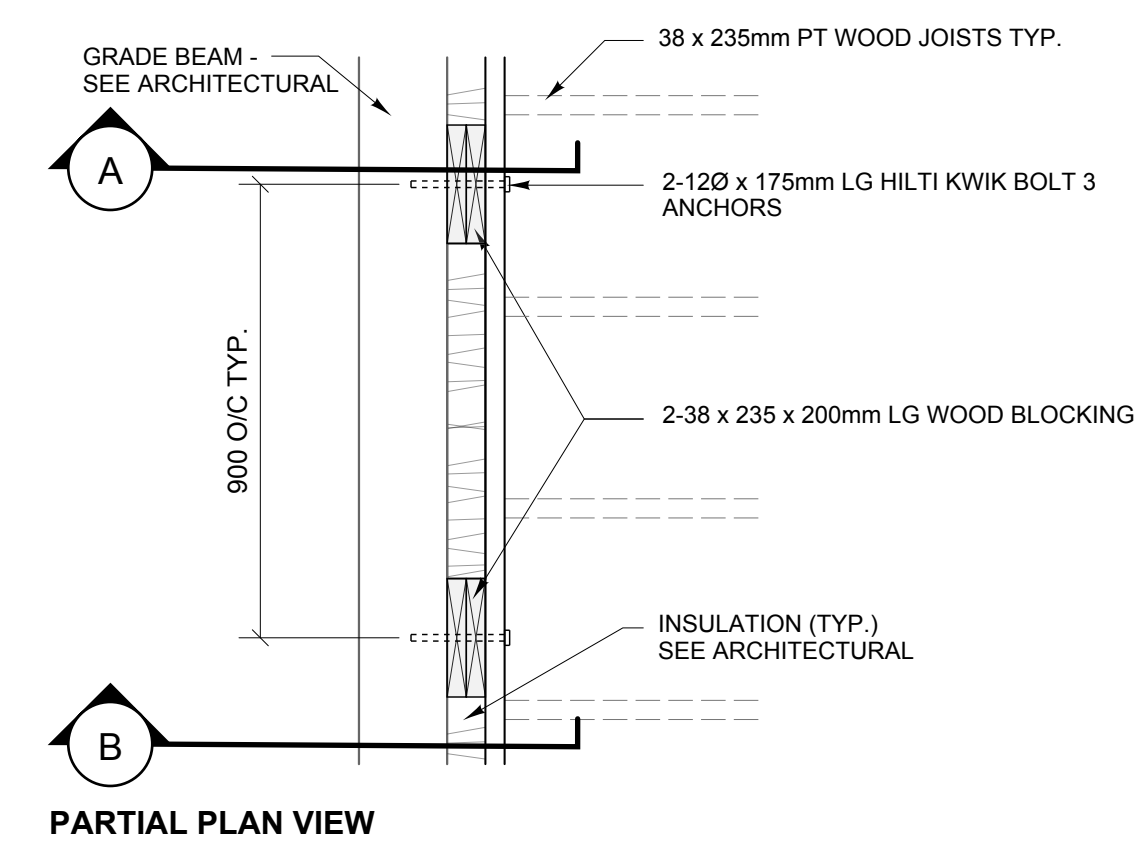 GRADE BEAM -
SEE ARCHITECTURAL
38 x 235mm PT WOOD JOISTS TYP.
A
2-12Ø x 175mm LG HILTI KWIK BOLT 3
ANCHORS
900 O/C TYP.
2-38 x 235 x 200mm LG WOOD BLOCKING
INSULATION (TYP.)
SEE ARCHITECTURAL
B
PARTIAL PLAN VIEW